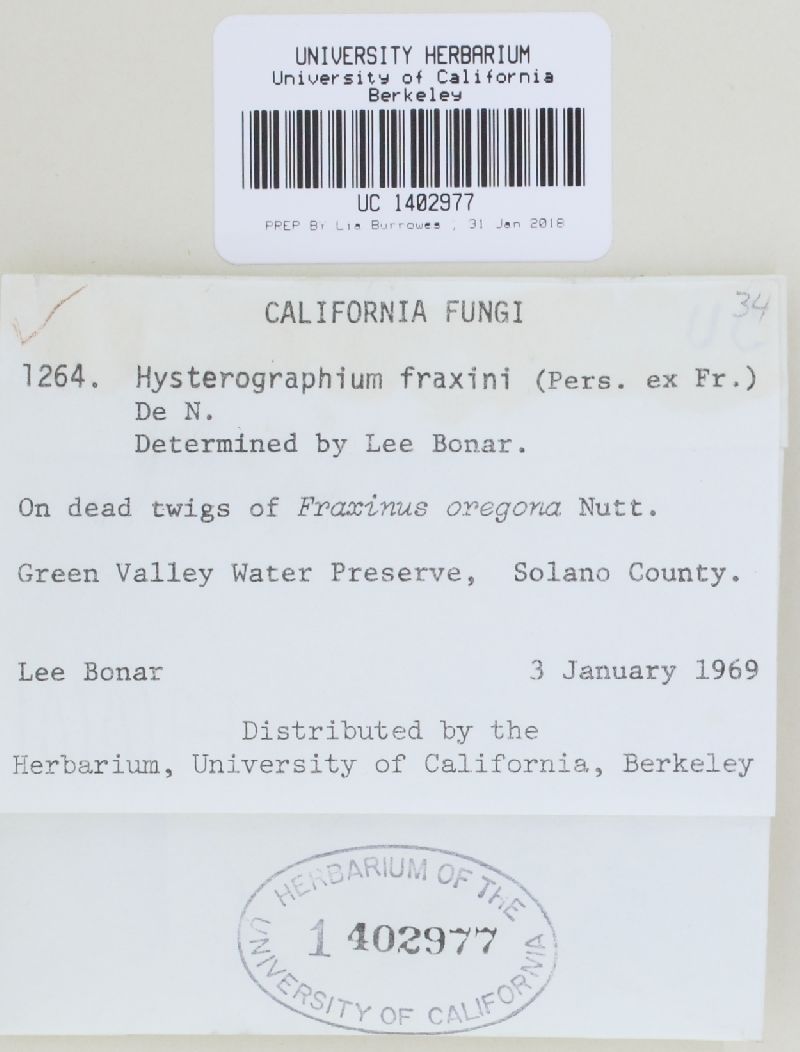 UNIVERSITY HERBARIUM
University of California
Berkeley
UC 1402977
PREP BY Lia Burrowes ; 31 Jan 2018
34
CALIFORNIA FUNGI
UC
1264. Hysterographium fraxini (Pers. ex Fr.)
De N.
Determined by Lee Bonar.
On dead twigs of Fraxinus oregona Nutt.
Green Valley Water Preserve, Solano County.
Lee Bonar 3 January 1969
Distributed by the
Herbarium, University of California, Berkeley
HERBARIUM OF THE
1 402977
UNIVERSITY OF CALIFORNIA